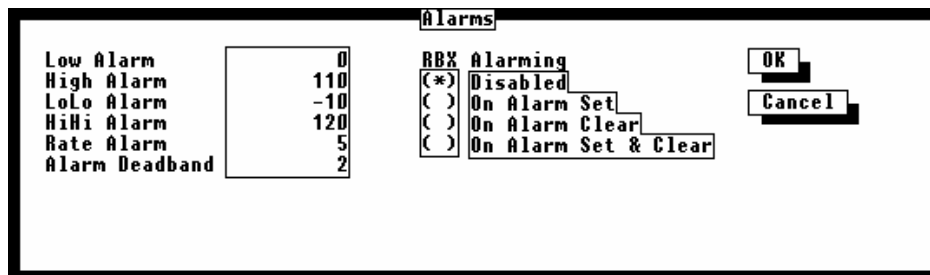 Alarms
Low Alarm 0
High Alarm 110
LoLo Alarm -10
HiHi Alarm 120
Rate Alarm 5
Alarm Deadband 2
RBX Alarming
(*) Disabled
( ) On Alarm Set
( ) On Alarm Clear
( ) On Alarm Set & Clear
OK
Cancel